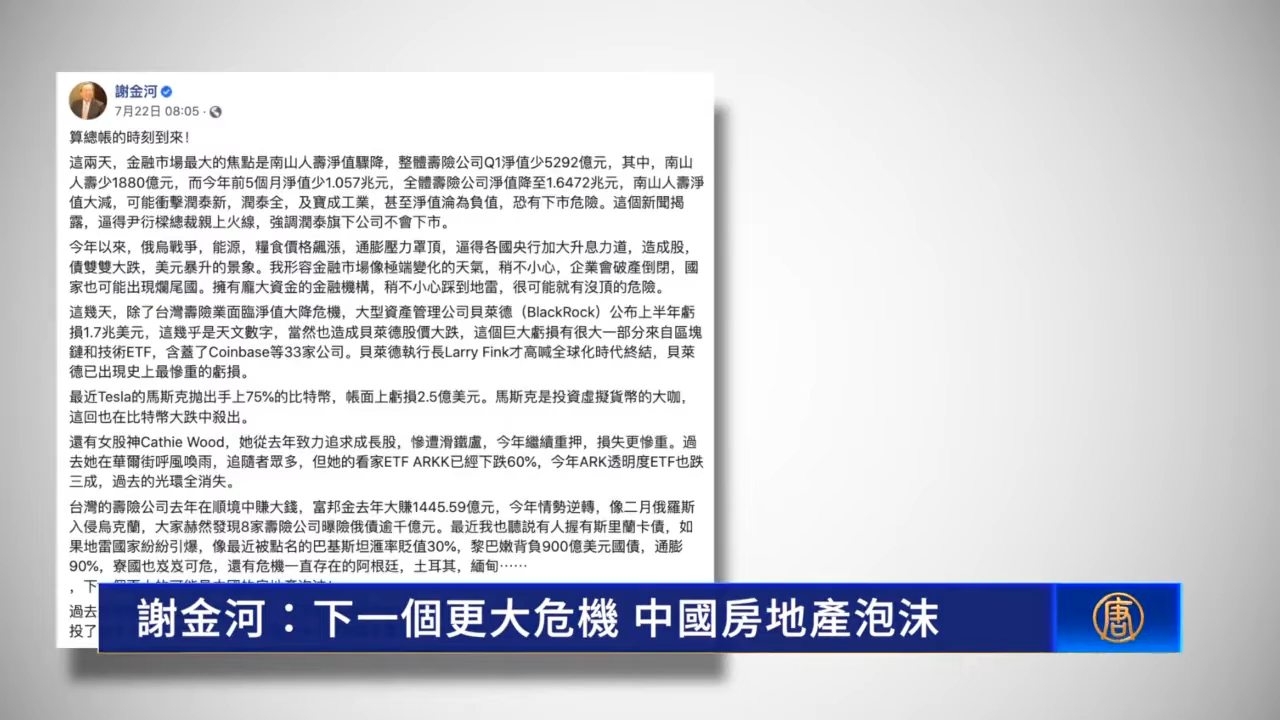 謝金河
7月22日 08:05
算總帳的時刻到來！
這兩天，金融市場最大的焦點是南山人壽淨值驟降，整體壽險公司Q1淨值少5292億元，其中，南山
人壽少1880億元，而今年前5個月淨值少1.057兆元，全體壽險公司淨值降至1.6472兆元，南山人壽淨
值大減，可能衝擊潤泰新，潤泰全，及寶成工業，甚至淨值淪為負值，恐有下市危險。這個新聞揭
露，逼得尹衍樑總裁親上火線，強調潤泰旗下公司不會下市。
今年以來，俄烏戰爭，能源，糧食價格飆漲，通膨壓力罩頂，逼得各國央行加大升息力道，造成股，
債雙雙大跌，美元暴升的景象。我形容金融市場像極端變化的天氣，稍不小心，企業會破產倒閉，國
家也可能出現爛尾國。擁有龐大資金的金融機構，稍不小心踩到地雷，很可能就有沒頂的危險。
這幾天，除了台灣壽險業面臨淨值大降危機，大型資產管理公司貝萊德（BlackRock）公布上半年虧
損1.7兆美元，這幾乎是天文數字，當然也造成貝萊德股價大跌，這個巨大虧損有很大一部分來自區塊
鏈和技術ETF，含蓋了Coinbase等33家公司。貝萊德執行長Larry Fink才高喊全球化時代終結，貝萊
德已出現史上最慘重的虧損。
最近Tesla的馬斯克拋出手上75%的比特幣，帳面上虧損2.5億美元。馬斯克是投資虛擬貨幣的大咖，
這回也在比特幣大跌中殺出。
還有女股神Cathie Wood，她從去年致力追求成長股，慘遭滑鐵盧，今年繼續重押，損失更慘重。過
去她在華爾街呼風喚雨，追隨者眾多，但她的看家ETF ARKK已經下跌60%，今年ARK透明度ETF也跌
三成，過去的光環全消失。
台灣的壽險公司去年在順境中賺大錢，富邦金去年大賺1445.59億元，今年情勢逆轉，像二月俄羅斯
入侵烏克蘭，大家赫然發現8家壽險公司曝險俄債逾千億元。最近我也聽說有人握有斯里蘭卡債，如
果地雷國家紛紛引爆，像最近被點名的巴基斯坦滙率貶值30%，黎巴嫩背負900億美元國債，通膨
90%，寮國也岌岌可危，還有危機一直存在的阿根廷，土耳其，緬甸……
，下一個更大的可能是中國的房地產泡沫！
過去
投了
謝金河：下一個更大危機 中國房地產泡沫
唐